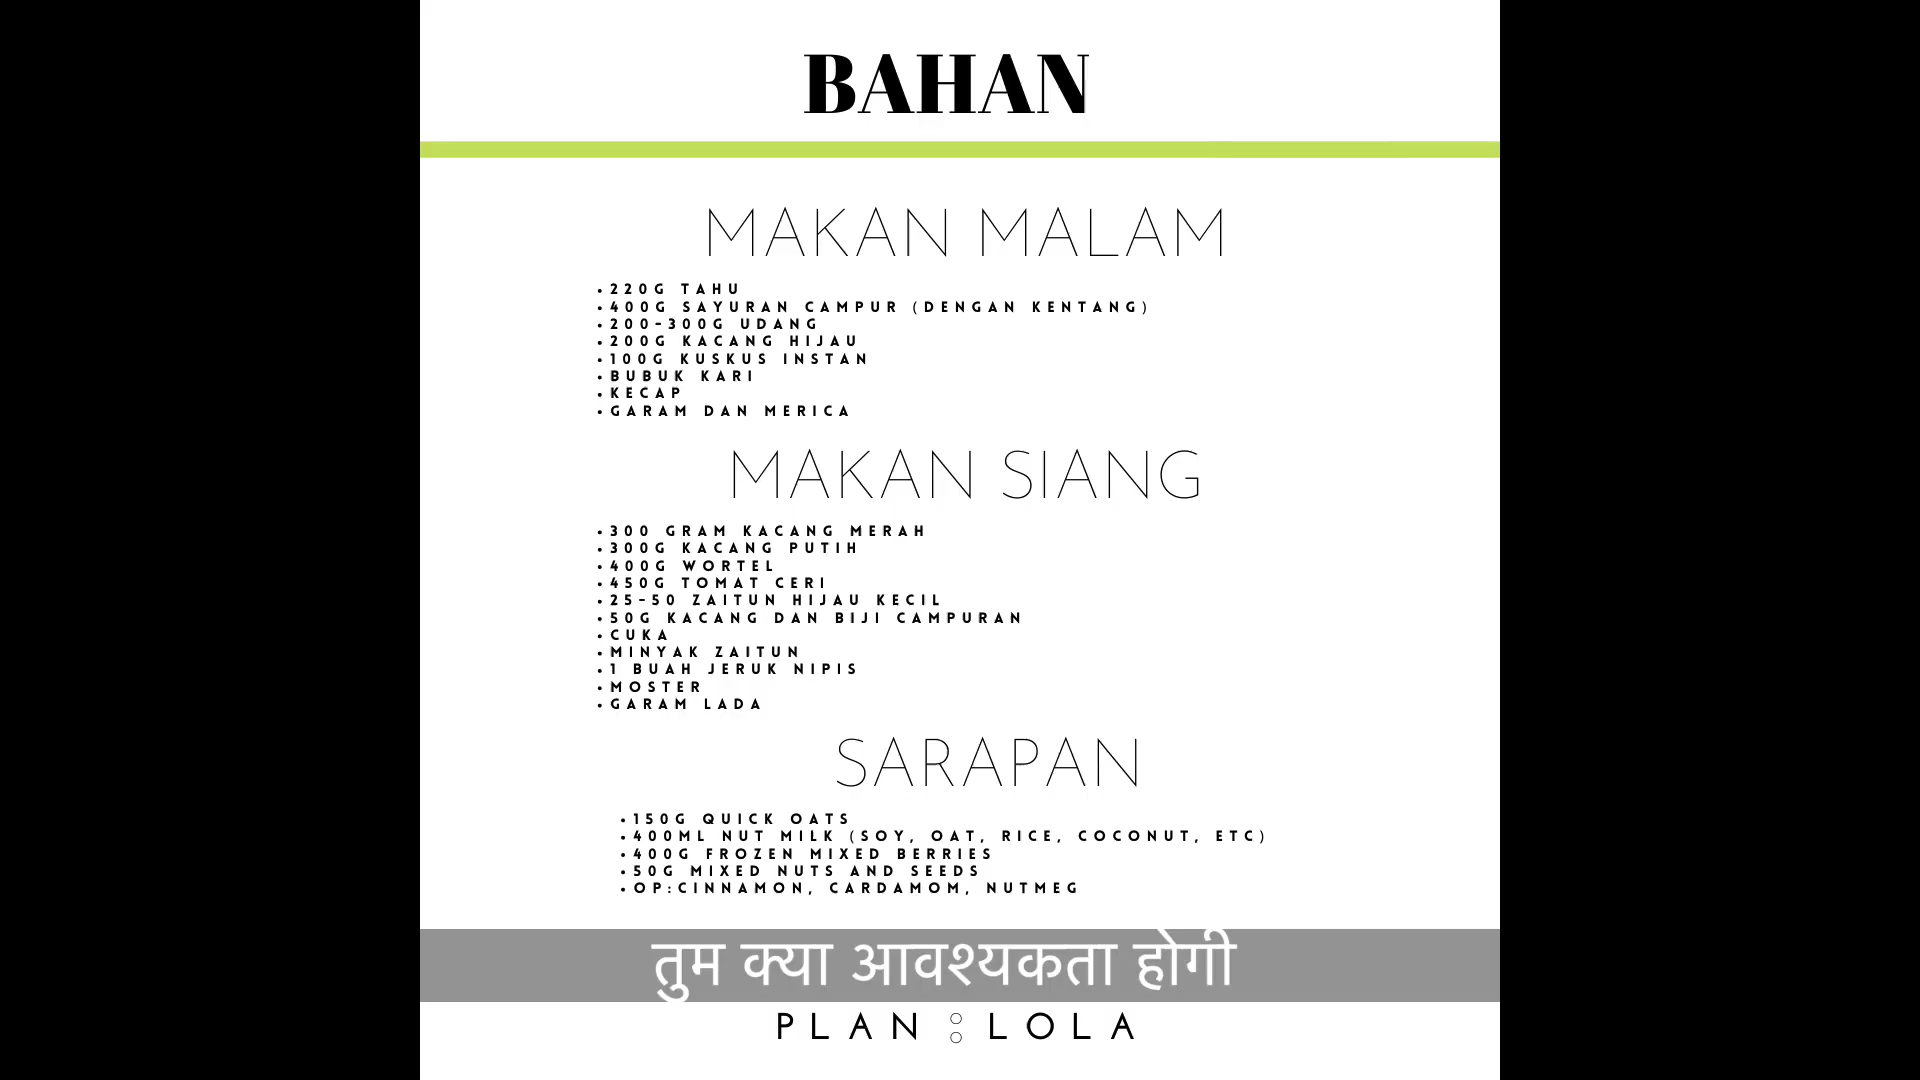 BAHAN
MAKAN MALAM
•220G TAHU
•400G SAYURAN CAMPUR (DENGAN KENTANG)
•200-300G UDANG
•200G KACANG HIJAU
•100G KUSKUS INSTAN
•BUBUK KARI
•KECAP
•GARAM DAN MERICA
MAKAN SIANG
•300 GRAM KACANG MERAH
•300G KACANG PUTIH
•400G WORTEL
•450G TOMAT CERI
•25-50 ZAITUN HIJAU KECIL
•50G KACANG DAN BIJI CAMPURAN
•CUKA
•MINYAK ZAITUN
•1 BUAH JERUK NIPIS
•MOSTER
•GARAM LADA
SARAPAN
•150G QUICK OATS
•400ML NUT MILK (SOY, OAT, RICE, COCONUT, ETC)
•400G FROZEN MIXED BERRIES
•50G MIXED NUTS AND SEEDS
•OP:CINNAMON, CARDAMOM, NUTMEG
तुम क्या आवश्यकता होगी
PLAN LOLA